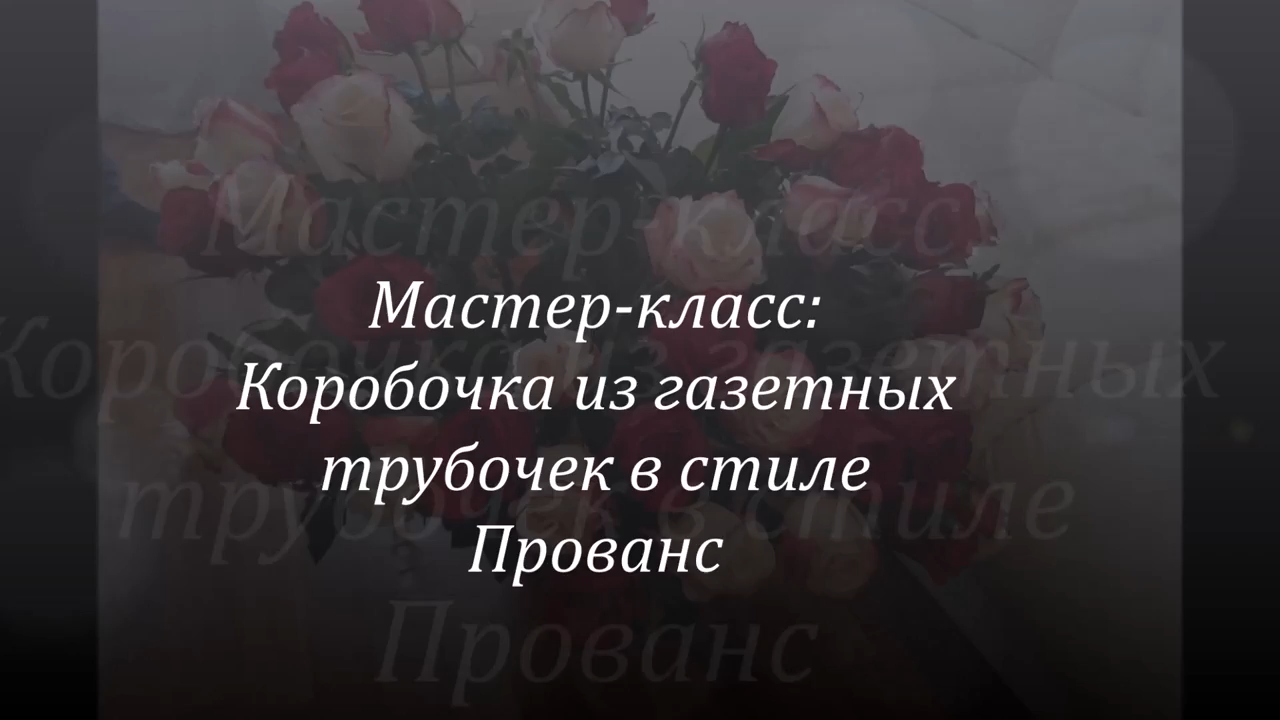 Мастер-класс:
Коробочка из газетных
трубочек в стиле
Прованс